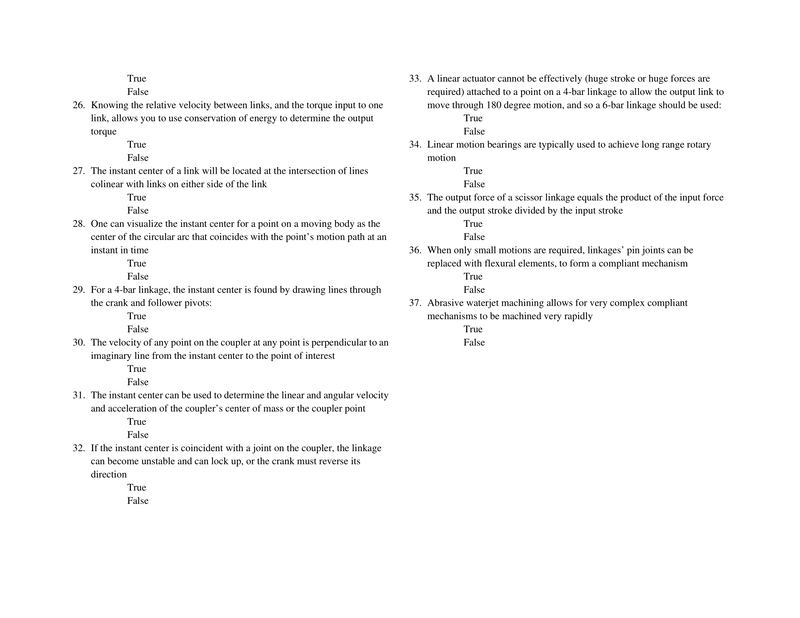 True
False
26. Knowing the relative velocity between links, and the torque input to one
link, allows you to use conservation of energy to determine the output
torque
True
False
27. The instant center of a link will be located at the intersection of lines
colinear with links on either side of the link
True
False
28. One can visualize the instant center for a point on a moving body as the
center of the circular arc that coincides with the point's motion path at an
instant in time
True
False
29. For a 4-bar linkage, the instant center is found by drawing lines through
the crank and follower pivots:
True
False
30. The velocity of any point on the coupler at any point is perpendicular to an
imaginary line from the instant center to the point of interest
True
False
31. The instant center can be used to determine the linear and angular velocity
and acceleration of the coupler's center of mass or the coupler point
True
False
32. If the instant center is coincident with a joint on the coupler, the linkage
can become unstable and can lock up, or the crank must reverse its
direction
True
False
33. A linear actuator cannot be effectively (huge stroke or huge forces are
required) attached to a point on a 4-bar linkage to allow the output link to
move through 180 degree motion, and so a 6-bar linkage should be used:
True
False
34. Linear motion bearings are typically used to achieve long range rotary
motion
True
False
35. The output force of a scissor linkage equals the product of the input force
and the output stroke divided by the input stroke
True
False
36. When only small motions are required, linkages' pin joints can be
replaced with flexural elements, to form a compliant mechanism
True
False
37. Abrasive waterjet machining allows for very complex compliant
mechanisms to be machined very rapidly
True
False